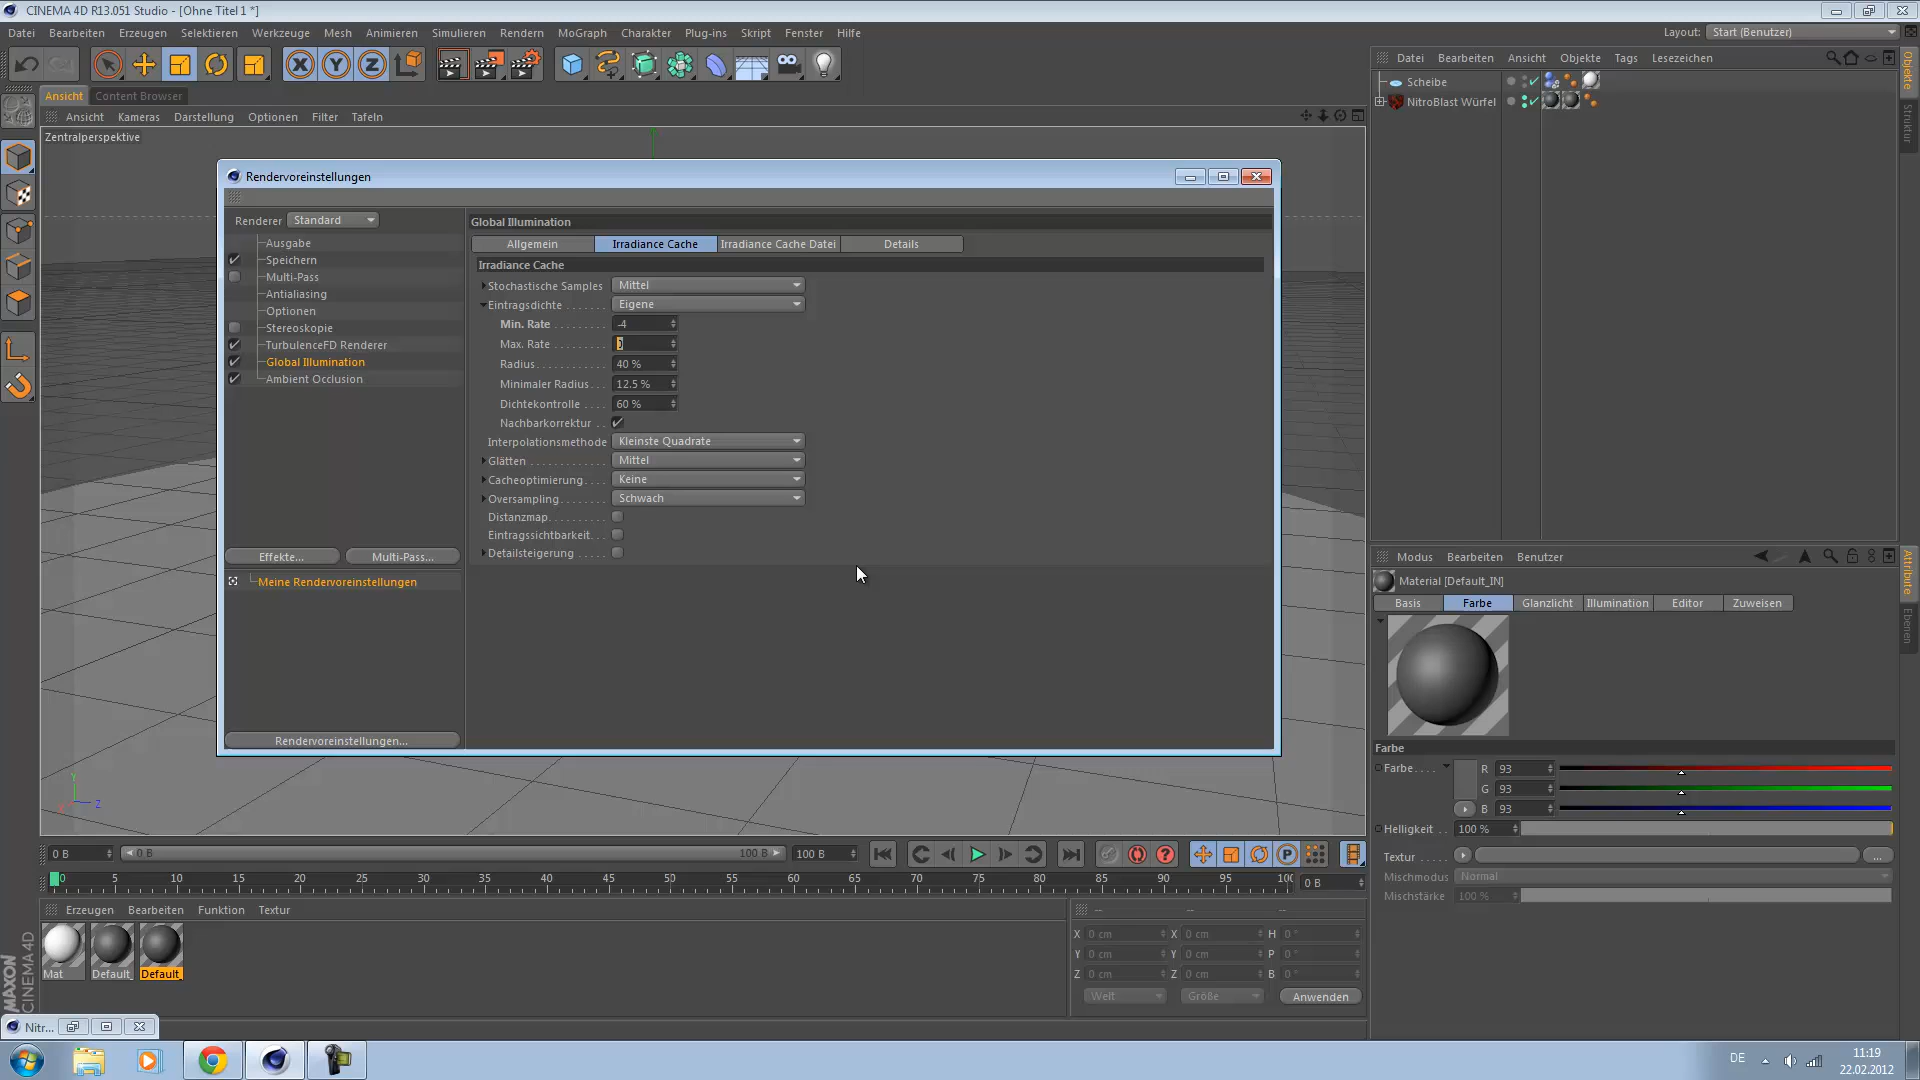 CINEMA 4D R13.051 Studio - [Ohne Titel 1 *]
Datei Bearbeiten Erzeugen Selektieren Werkzeuge Mesh Animieren Simulieren Rendern MoGraph Charakter Plug-ins Skript Fenster Hilfe Layout: Start (Benutzer)
Ansicht Content Browser
Ansicht Kameras Darstellung Optionen Filter Tafeln
Zentralperspektive
Datei Bearbeiten Ansicht Objekte Tags Lesezeichen
Scheibe
NitroBlast Würfel
Objekte
Struktur
Rendervoreinstellungen
Renderer Standard
Ausgabe
Speichern
Multi-Pass
Antialiasing
Optionen
Stereoskopie
TurbulenceFD Renderer
Global Illumination
Ambient Occlusion
Effekte... Multi-Pass...
Meine Rendervoreinstellungen
Rendervoreinstellungen...
Global Illumination
Allgemein Irradiance Cache Irradiance Cache Datei Details
Irradiance Cache
Stochastische Samples Mittel
Eintragsdichte . . . . . . Eigene
Min. Rate . . . . . . . . -4
Max. Rate . . . . . . . . 0
Radius. . . . . . . . . . 40 %
Minimaler Radius. . . 12.5 %
Dichtekontrolle . . . . 60 %
Nachbarkorrektur . .
Interpolationsmethode Kleinste Quadrate
Glätten . . . . . . . . . . . Mittel
Cacheoptimierung. . . . Keine
Oversampling. . . . . . . Schwach
Distanzmap. . . . . . . . . .
Eintragssichtbarkeit. . .
Detailsteigerung . . . . .
Modus Bearbeiten Benutzer
Material [Default_IN]
Basis Farbe Glanzlicht Illumination Editor Zuweisen
Attribute
Ebenen
Farbe
Farbe. . . . R 93
G 93
B 93
Helligkeit . . 100 %
Textur . . . . . ...
Mischmodus Normal
Mischstärke 100 %
Y
X
Z
0 B 0 B 100 B 100 B
0 5 10 15 20 25 30 35 40 45 50 55 60 65 70 75 80 85 90 95 100 0 B
Erzeugen Bearbeiten Funktion Textur
Mat Default_ Default_
-- -- --
X 0 cm X 0 cm H 0 °
Y 0 cm Y 0 cm P 0 °
Z 0 cm Z 0 cm B 0 °
Welt Größe Anwenden
MAXON
CINEMA 4D
Nitr...
DE
11:19
22.02.2012